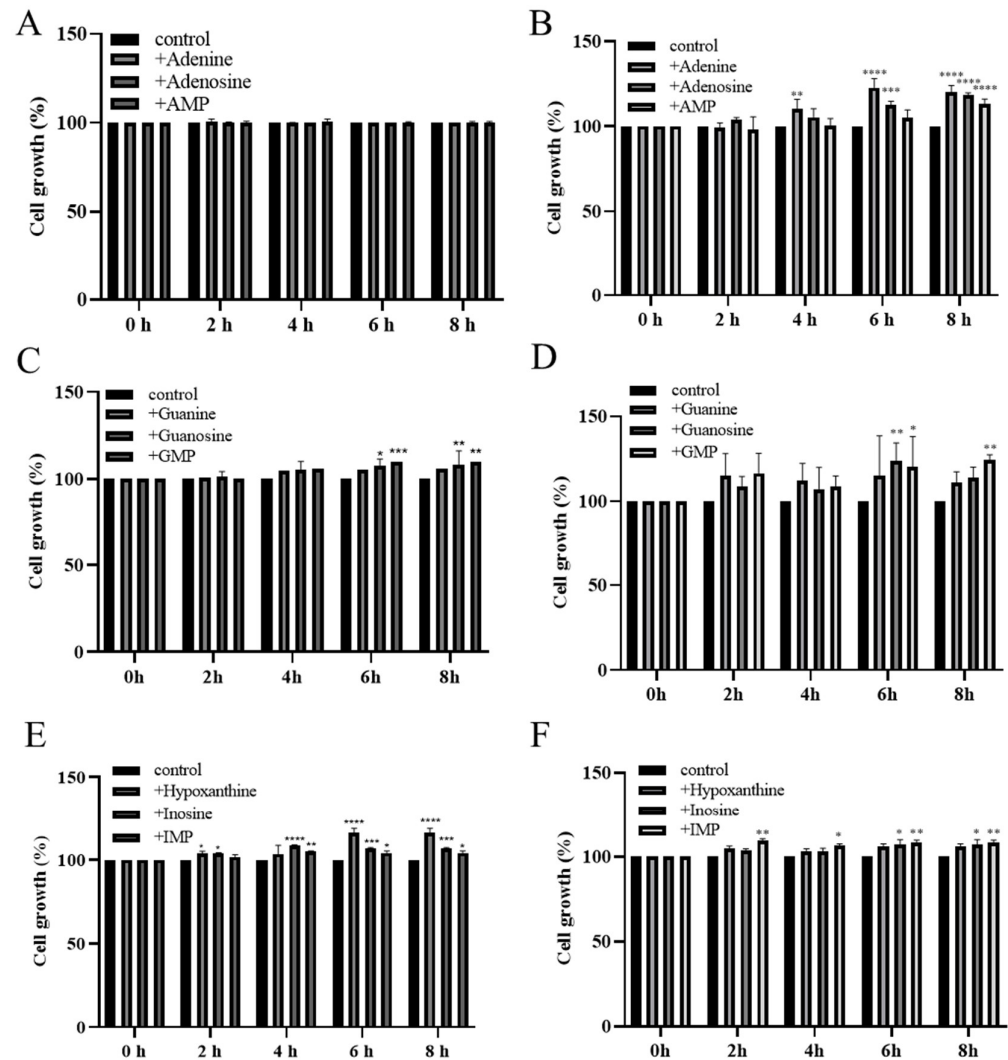 A
control
+Adenine
+Adenosine
+AMP
Cell growth (%)
150
100
50
0
0 h 2 h 4 h 6 h 8 h
B
control
+Adenine
+Adenosine
+AMP
Cell growth (%)
150
100
50
0
** **** *** **** **** ****
0 h 2 h 4 h 6 h 8 h
C
control
+Guanine
+Guanosine
+GMP
Cell growth (%)
150
100
50
0
* *** ** **
0h 2h 4h 6h 8h
D
control
+Guanine
+Guanosine
+GMP
Cell growth (%)
150
100
50
0
** * **
0h 2h 4h 6h 8h
E
control
+Hypoxanthine
+Inosine
+IMP
Cell growth (%)
150
100
50
0
* * **** ** **** *** * **** *** *
0 h 2 h 4 h 6 h 8 h
F
control
+Hypoxanthine
+Inosine
+IMP
Cell growth (%)
150
100
50
0
** * * ** * **
0h 2h 4h 6h 8h